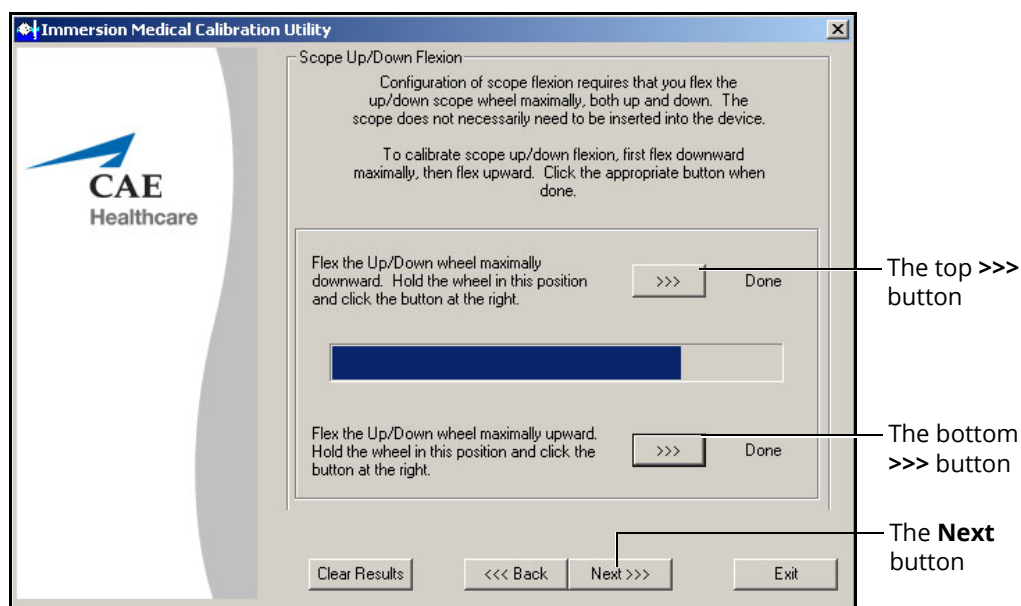 Immersion Medical Calibration Utility
Scope Up/Down Flexion
Configuration of scope flexion requires that you flex the
up/down scope wheel maximally, both up and down. The
scope does not necessarily need to be inserted into the device.
To calibrate scope up/down flexion, first flex downward
maximally, then flex upward. Click the appropriate button when
done.
CAE
Healthcare
Flex the Up/Down wheel maximally
downward. Hold the wheel in this position
and click the button at the right.
>>>
Done
The top >>>
button
Flex the Up/Down wheel maximally upward.
Hold the wheel in this position and click the
button at the right.
>>>
Done
The bottom
>>> button
The Next
button
Clear Results
<<< Back
Next >>>
Exit